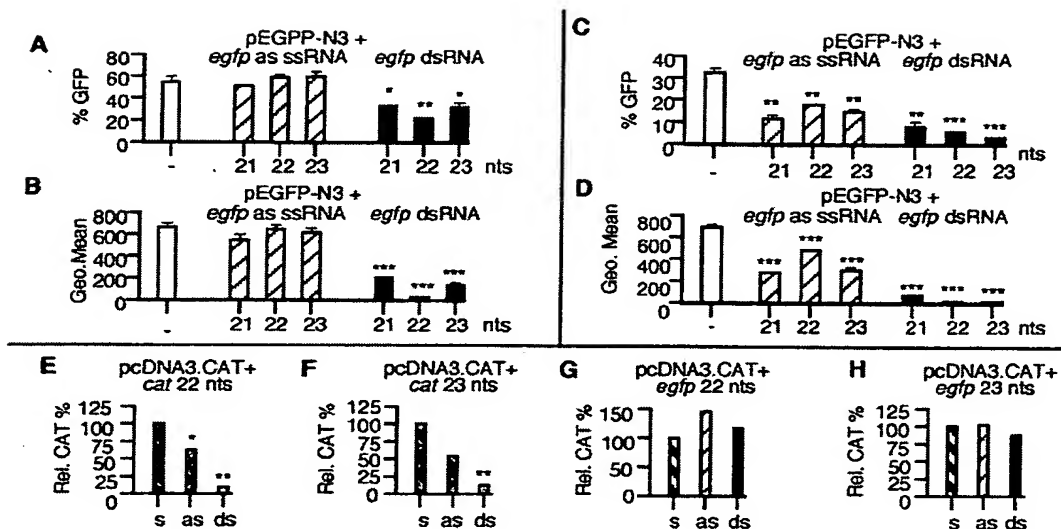 A
pEGPP-N3 +
egfp as ssRNA egfp dsRNA
% GFP
80
60
40
20
0
* ** *
- 21 22 23 21 22 23 nts
B
pEGFP-N3 +
egfp as ssRNA egfp dsRNA
Geo.Mean
800
600
400
200
0
*** *** ***
- 21 22 23 21 22 23 nts
C
pEGFP-N3 +
egfp as ssRNA egfp dsRNA
% GFP
40
30
20
10
0
** ** ** ** *** ***
- 21 22 23 21 22 23 nts
D
pEGFP-N3 +
egfp as ssRNA egfp dsRNA
Geo. Mean
800
600
400
200
0
*** *** *** *** *** ***
- 21 22 23 21 22 23 nts
E
pcDNA3.CAT+
cat 22 nts
Rel. CAT %
125
100
75
50
25
0
* **
s as ds
F
pcDNA3.CAT+
cat 23 nts
Rel. CAT %
125
100
75
50
25
0
**
s as ds
G
pcDNA3.CAT+
egfp 22 nts
Rel. CAT %
150
100
50
0
s as ds
H
pcDNA3.CAT+
egfp 23 nts
Rel. CAT %
125
100
75
50
25
0
s as ds